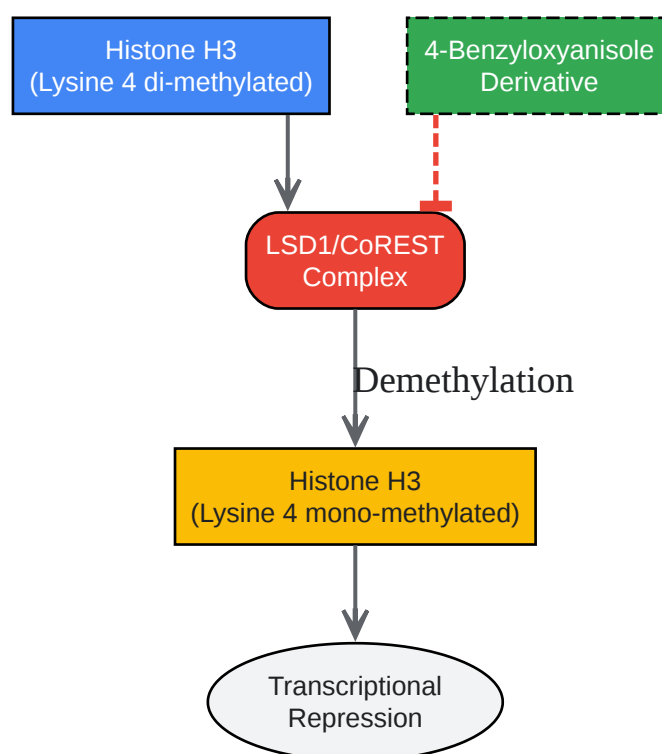 Histone H3
(Lysine 4 di-methylated)
4-Benzyloxyanisole
Derivative
LSD1/CoREST
Complex
Demethylation
Histone H3
(Lysine 4 mono-methylated)
Transcriptional
Repression